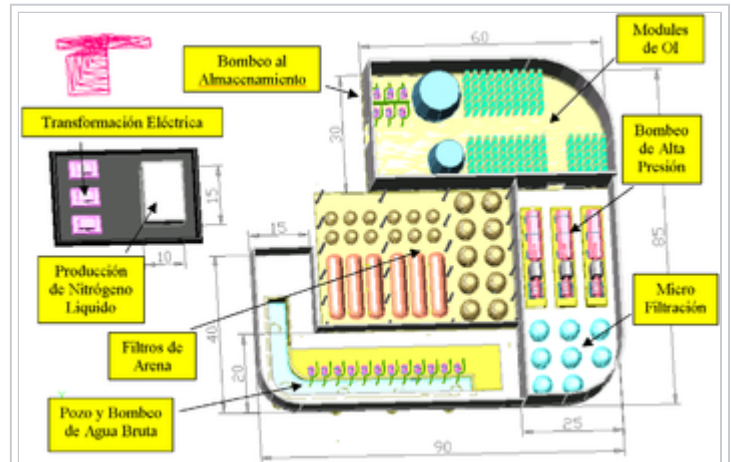 60
Modules
de OI
Bombeo al
Almacenamiento
Transformación Eléctrica
30
Bombeo
de Alta
Presión
15
15
10
85
Producción
de Nitrógeno
Liquido
40
Micro
Filtración
Filtros de
Arena
20
Pozo y Bombeo
de Agua Bruta
25
90